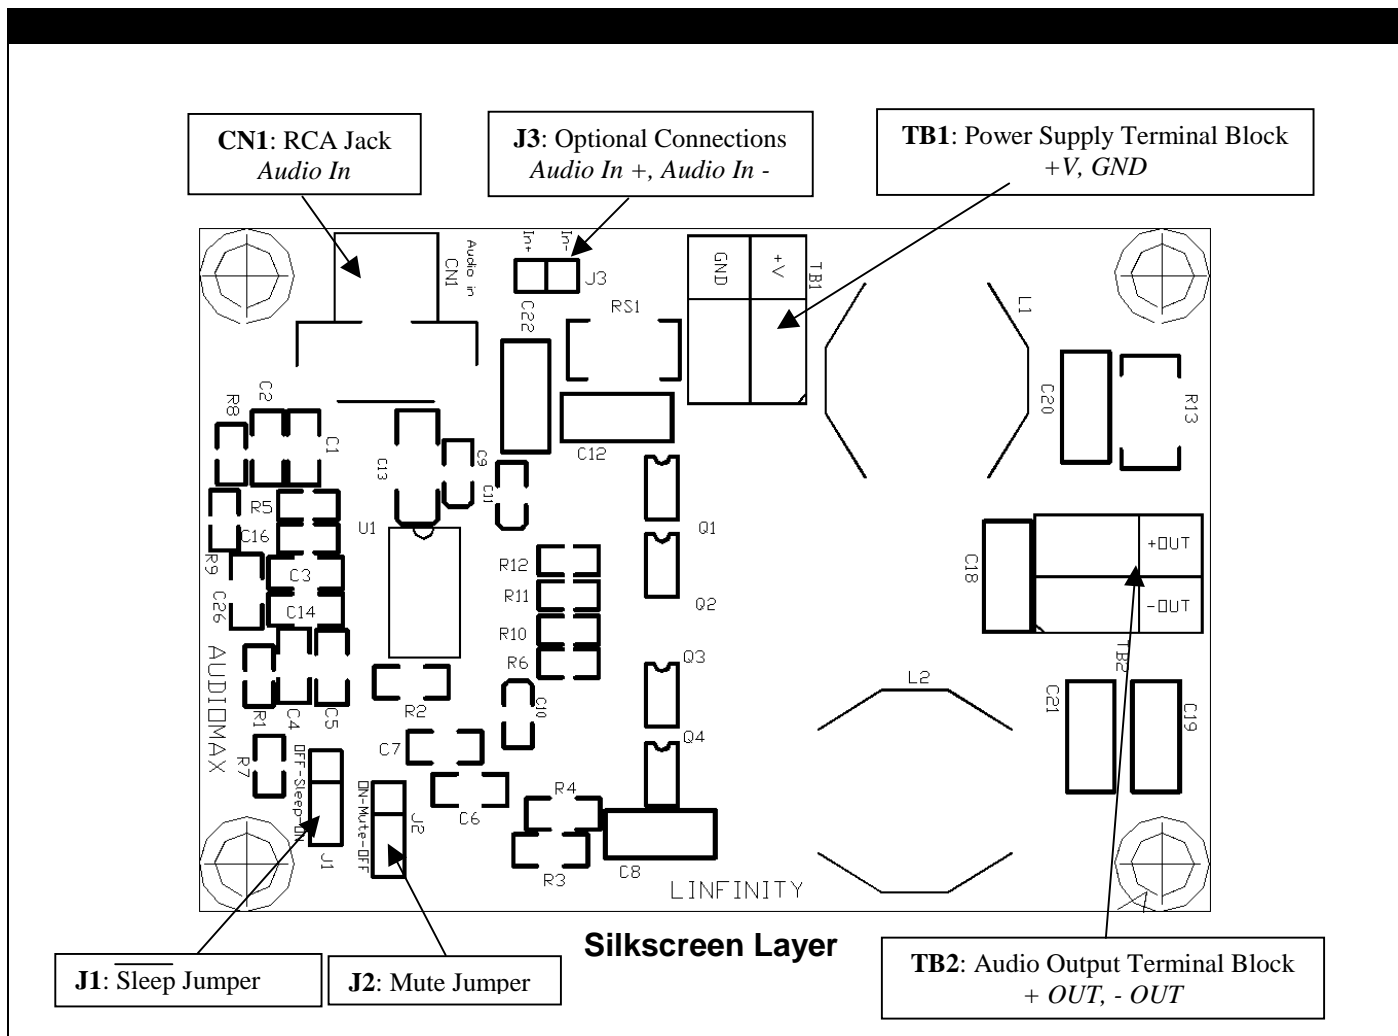 CN1: RCA Jack
Audio In
J3: Optional Connections
Audio In +, Audio In -
TB1: Power Supply Terminal Block
+V, GND
Audio in
CN1
In+
In-
J3
GND
+V
TB1
C22
RS1
L1
C20
R13
R8
C2
C1
C13
C9
C11
C12
R5
U1
Q1
C16
R9
C3
R12
C18
+OUT
C26
C14
R11
Q2
-OUT
R10
TB2
AUDIOMAX
R6
Q3
L2
R1
C4
C5
R2
C10
C21
C19
R7
C7
Q4
OFF-Sleep-ON
J1
ON-Mute-OFF
J2
C6
R4
R3
C8
LINFINITY
Silkscreen Layer
J1: Sleep Jumper
J2: Mute Jumper
TB2: Audio Output Terminal Block
+ OUT, - OUT